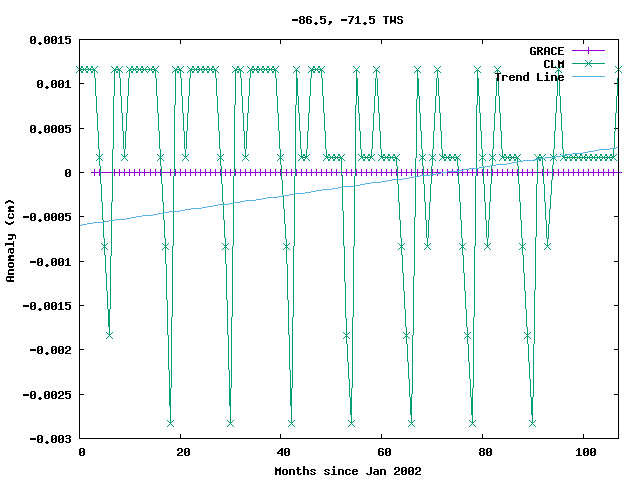 -86.5, -71.5 TWS
GRACE
CLM
Trend Line
0.0015
0.001
0.0005
0
-0.0005
-0.001
-0.0015
-0.002
-0.0025
-0.003
Anomaly (cm)
0 20 40 60 80 100
Months since Jan 2002